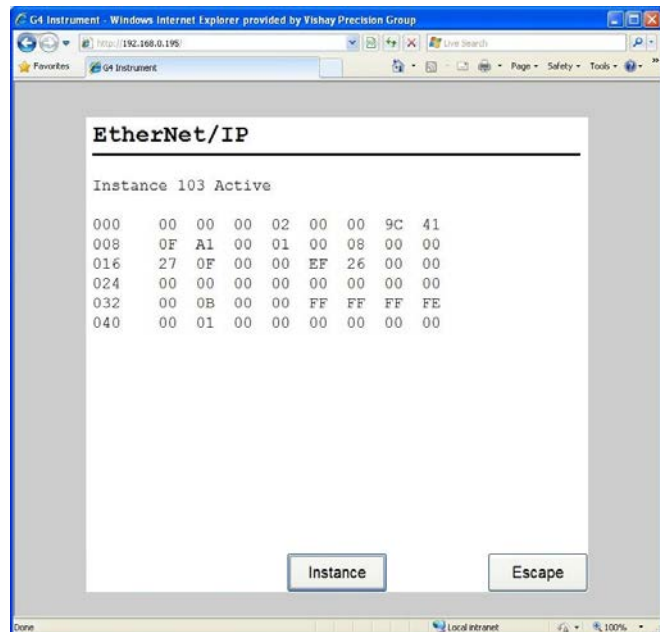 G4 Instrument - Windows Internet Explorer provided by Vishay Precision Group
http://192.168.0.195/
Live Search
Favorites
G4 Instrument
Page
Safety
Tools
EtherNet/IP
Instance 103 Active
000 00 00 00 02 00 00 9C 41
008 0F A1 00 01 00 08 00 00
016 27 0F 00 00 EF 26 00 00
024 00 00 00 00 00 00 00 00
032 00 0B 00 00 FF FF FF FE
040 00 01 00 00 00 00 00 00
Instance
Escape
Done
Local intranet
100%